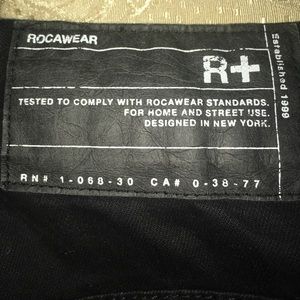 ROCAWEAR
R+
Established 1999
TESTED TO COMPLY WITH ROCAWEAR STANDARDS.
FOR HOME AND STREET USE.
DESIGNED IN NEW YORK.
RN# 1-068-30 CA# 0-38-77